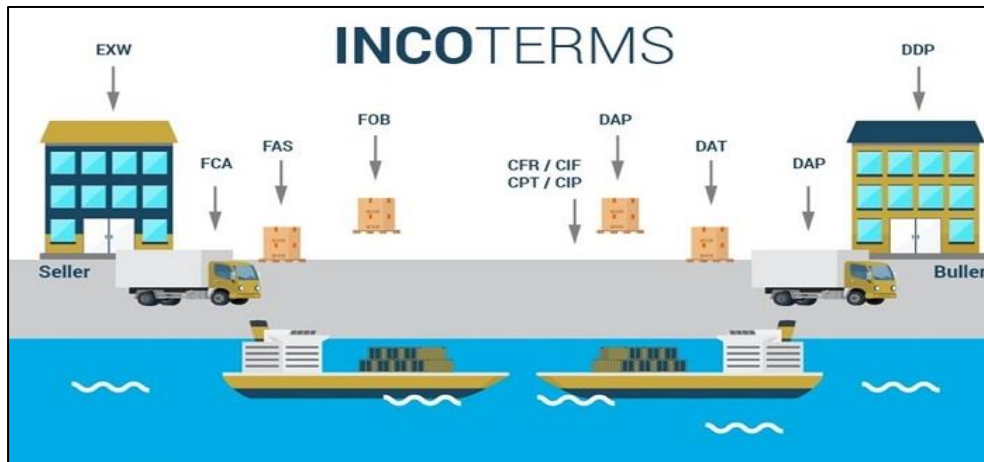 INCOTERMS
EXW
DDP
FOB
DAP
FAS
DAT
FCA
CFR / CIF
CPT / CIP
DAP
Seller
Buller